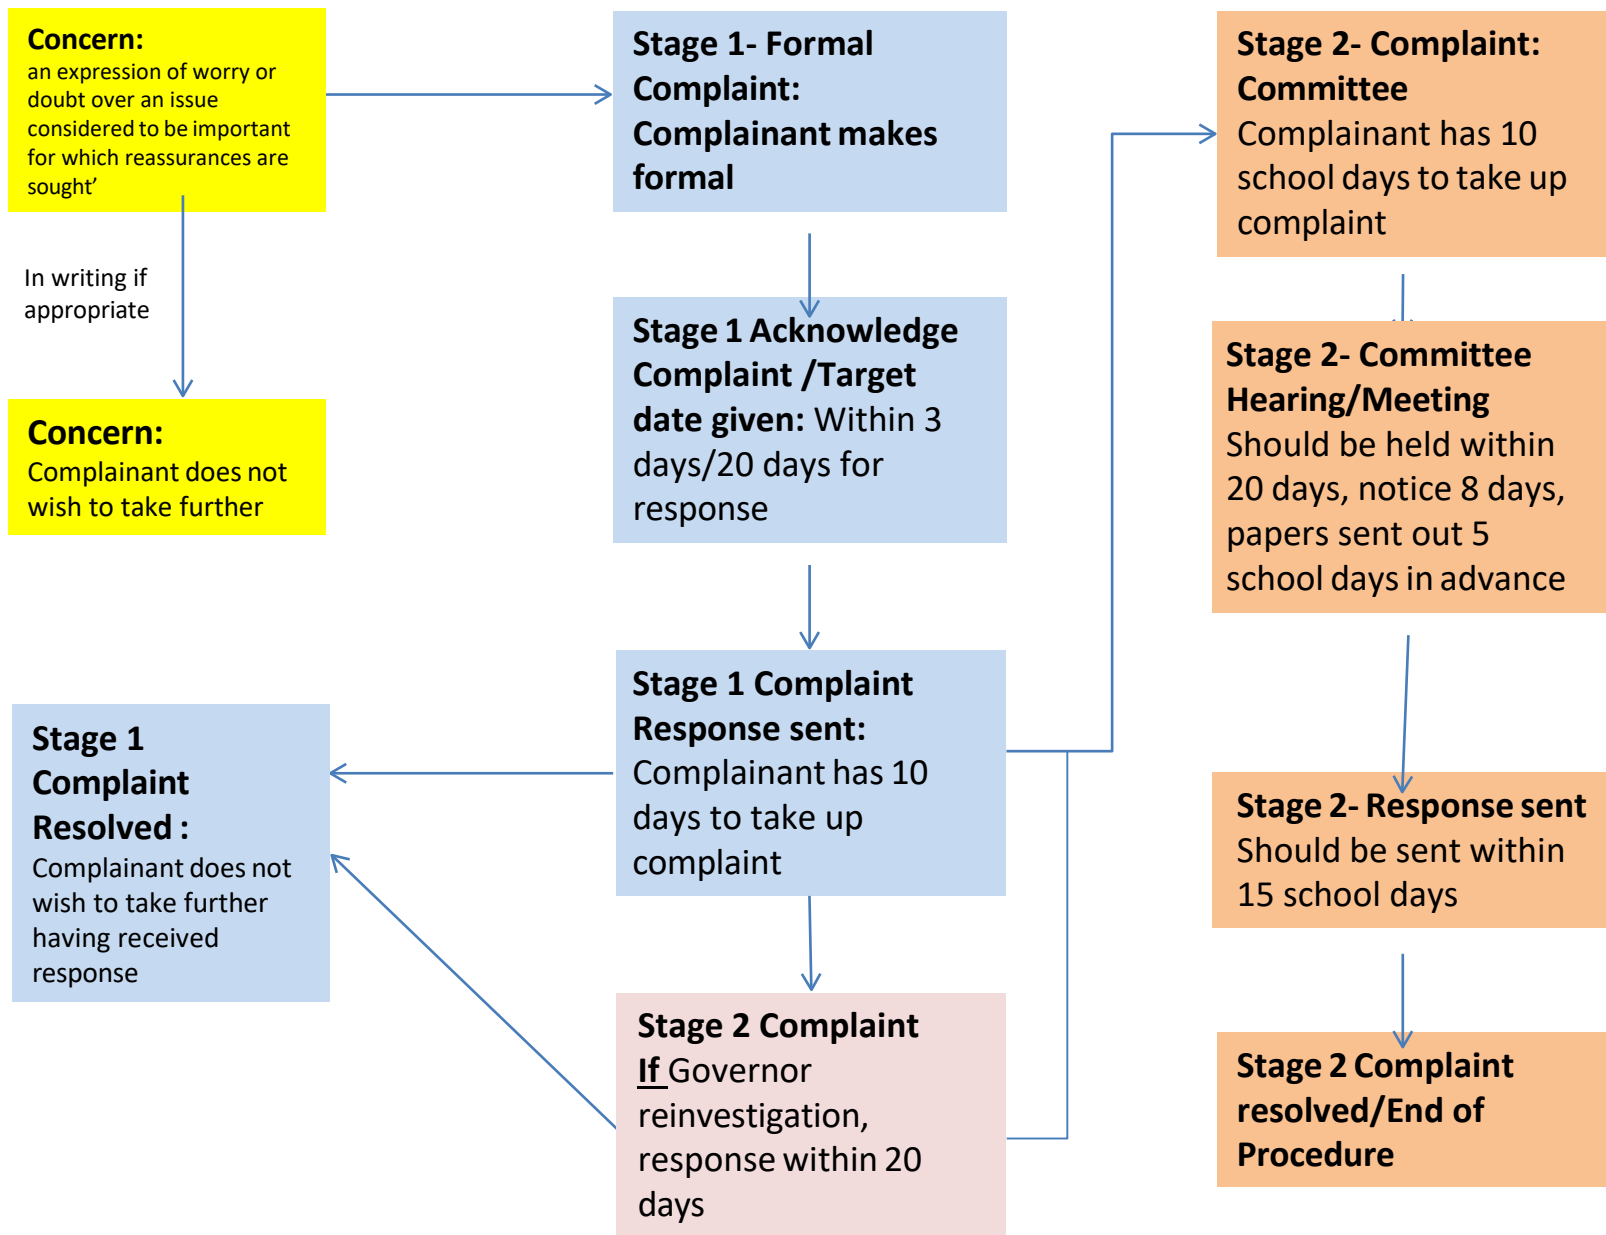 Concern:
an expression of worry or
doubt over an issue
considered to be important
for which reassurances are
sought’
In writing if
appropriate
Concern:
Complainant does not
wish to take further
Stage 1
Complaint
Resolved :
Complainant does not
wish to take further
having received
response
Stage 1- Formal
Complaint:
Complainant makes
formal
Stage 1 Acknowledge
Complaint /Target
date given: Within 3
days/20 days for
response
Stage 1 Complaint
Response sent:
Complainant has 10
days to take up
complaint
Stage 2 Complaint
If Governor
reinvestigation,
response within 20
days
Stage 2- Complaint:
Committee
Complainant has 10
school days to take up
complaint
Stage 2- Committee
Hearing/Meeting
Should be held within
20 days, notice 8 days,
papers sent out 5
school days in advance
Stage 2- Response sent
Should be sent within
15 school days
Stage 2 Complaint
resolved/End of
Procedure